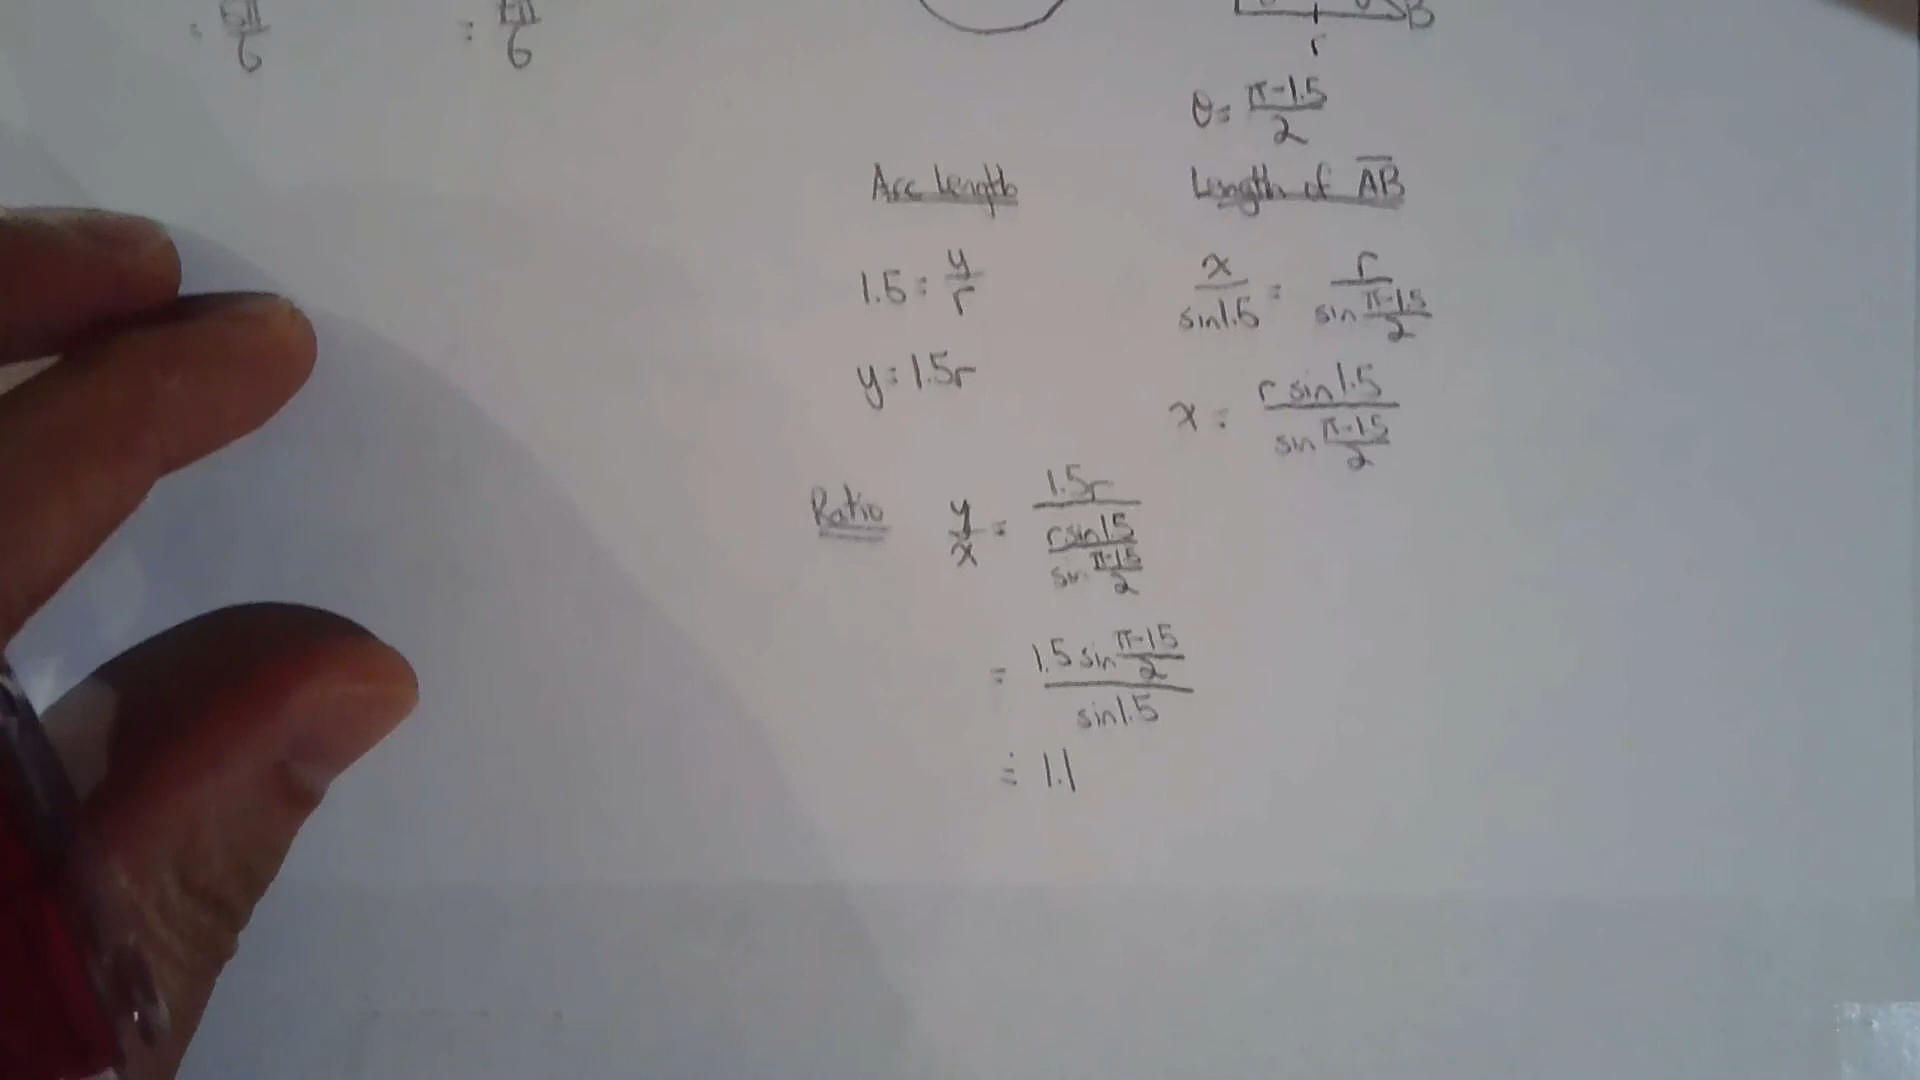 = 5π/6
= π/6
B
r
θ = (π-1.5)/2
Arc length
1.5 = y/r
y = 1.5r
Length of A̅B̅
x/sin1.5 = r/(sin (π-1.5)/2)
x = (r sin1.5)/(sin (π-1.5)/2)
Ratio y/x = 1.5r/((r sin1.5)/(sin (π-1.5)/2))
= (1.5 sin (π-1.5)/2)/sin1.5
≐ 1.1